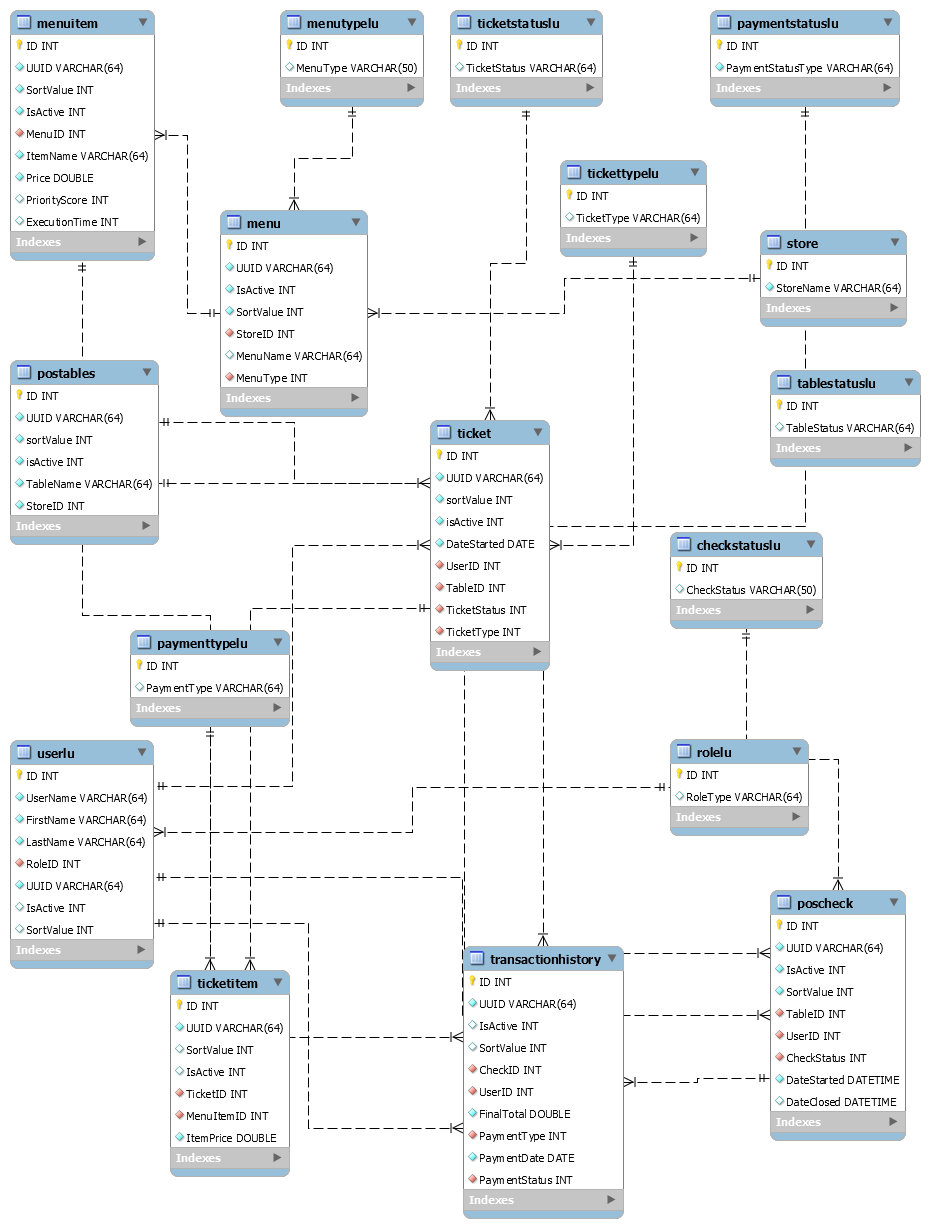 menuitem
ID INT
UUID VARCHAR(64)
SortValue INT
IsActive INT
MenuID INT
ItemName VARCHAR(64)
Price DOUBLE
PriorityScore INT
ExecutionTime INT
Indexes
menutypelu
ID INT
MenuType VARCHAR(50)
Indexes
ticketstatuslu
ID INT
TicketStatus VARCHAR(64)
Indexes
paymentstatuslu
ID INT
PaymentStatusType VARCHAR(64)
Indexes
tickettypelu
ID INT
TicketType VARCHAR(64)
Indexes
menu
ID INT
UUID VARCHAR(64)
IsActive INT
SortValue INT
StoreID INT
MenuName VARCHAR(64)
MenuType INT
Indexes
store
ID INT
StoreName VARCHAR(64)
Indexes
postables
ID INT
UUID VARCHAR(64)
sortValue INT
isActive INT
TableName VARCHAR(64)
StoreID INT
Indexes
tablestatuslu
ID INT
TableStatus VARCHAR(64)
Indexes
ticket
ID INT
UUID VARCHAR(64)
sortValue INT
isActive INT
DateStarted DATE
UserID INT
TableID INT
TicketStatus INT
TicketType INT
Indexes
checkstatuslu
ID INT
CheckStatus VARCHAR(50)
Indexes
paymenttypelu
ID INT
PaymentType VARCHAR(64)
Indexes
userlu
ID INT
UserName VARCHAR(64)
FirstName VARCHAR(64)
LastName VARCHAR(64)
RoleID INT
UUID VARCHAR(64)
IsActive INT
SortValue INT
Indexes
rolelu
ID INT
RoleType VARCHAR(64)
Indexes
poscheck
ID INT
UUID VARCHAR(64)
IsActive INT
SortValue INT
TableID INT
UserID INT
CheckStatus INT
DateStarted DATETIME
DateClosed DATETIME
Indexes
ticketitem
ID INT
UUID VARCHAR(64)
SortValue INT
IsActive INT
TicketID INT
MenuItemID INT
ItemPrice DOUBLE
Indexes
transactionhistory
ID INT
UUID VARCHAR(64)
IsActive INT
SortValue INT
CheckID INT
UserID INT
FinalTotal DOUBLE
PaymentType INT
PaymentDate DATE
PaymentStatus INT
Indexes